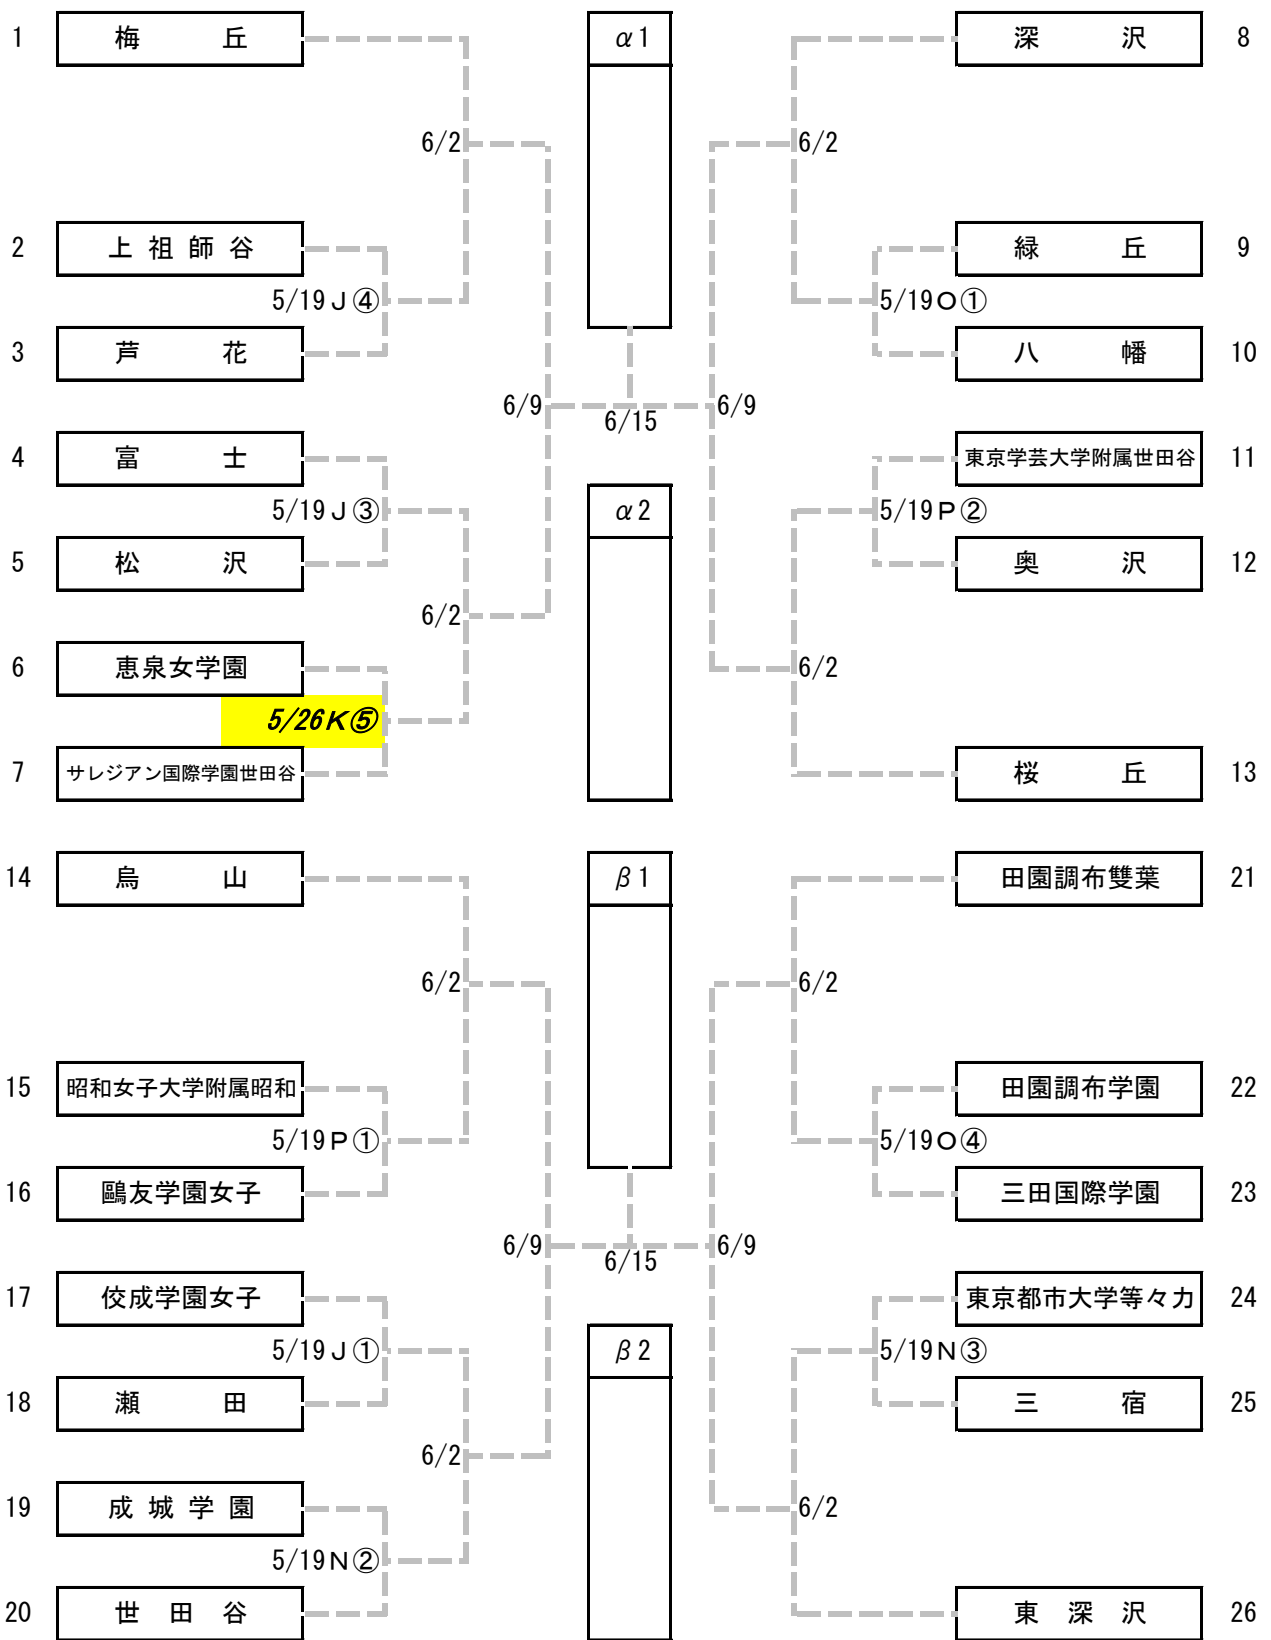 1 梅 丘 α1 深 沢 8
6/2 6/2
2 上祖師谷 緑 丘 9
5/19J④ 5/19O①
3 芦 花 八 幡 10
6/9 6/15 6/9
4 富 士 東京学芸大学附属世田谷 11
5/19J③ α2 5/19P②
5 松 沢 奥 沢 12
6/2
6 恵泉女学園 6/2
5/26K⑤
7 サレジアン国際学園世田谷 桜 丘 13
14 烏 山 β1 田園調布雙葉 21
6/2 6/2
15 昭和女子大学附属昭和 田園調布学園 22
5/19P① 5/19O④
16 鷗友学園女子 三田国際学園 23
6/9 6/15 6/9
17 佼成学園女子 東京都市大学等々力 24
5/19J① β2 5/19N③
18 瀬 田 三 宿 25
6/2
19 成城学園 6/2
5/19N②
20 世田谷 東深沢 26